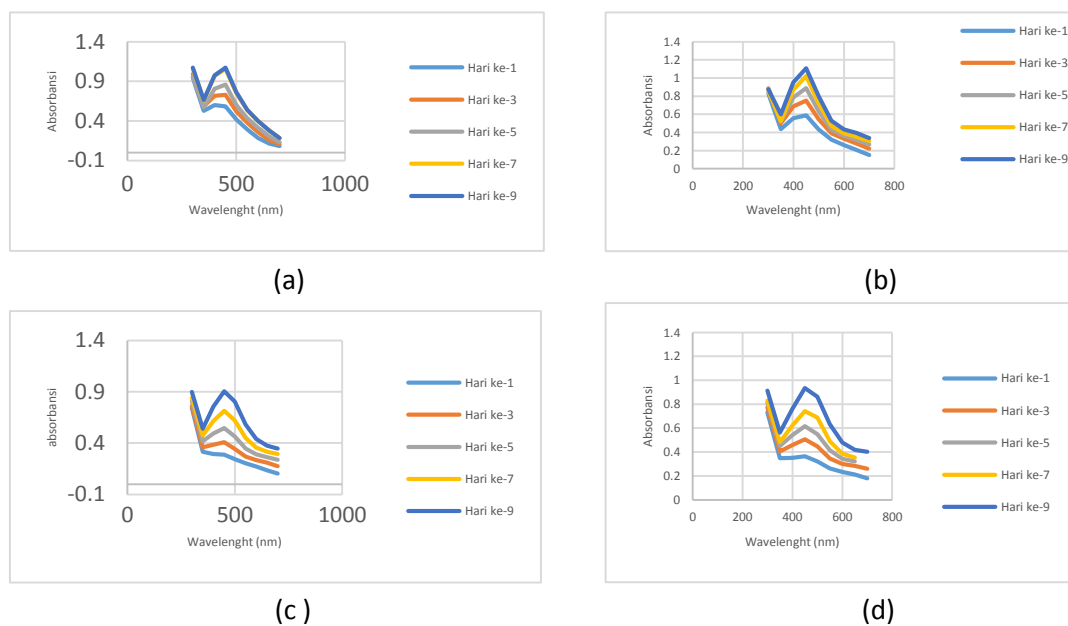 1.4
0.9
0.4
-0.1
Absorbansi
0
500
1000
Wavelenght (nm)
Hari ke-1
Hari ke-3
Hari ke-5
Hari ke-7
Hari ke-9
(a)
1.4
1.2
1
0.8
0.6
0.4
0.2
0
Absorbansi
0
200
400
600
800
Wavelenght (nm)
Hari ke-1
Hari ke-3
Hari ke-5
Hari ke-7
Hari ke-9
(b)
1.4
0.9
0.4
-0.1
absorbansi
0
500
1000
Wavelenght (nm)
Hari ke-1
Hari ke-3
Hari ke-5
Hari ke-7
Hari ke-9
(c )
1.4
1.2
1
0.8
0.6
0.4
0.2
0
Absorbansi
0
200
400
600
800
Wavelenght (nm)
Hari ke-1
Hari ke-3
Hari ke-5
Hari ke-7
Hari ke-9
(d)